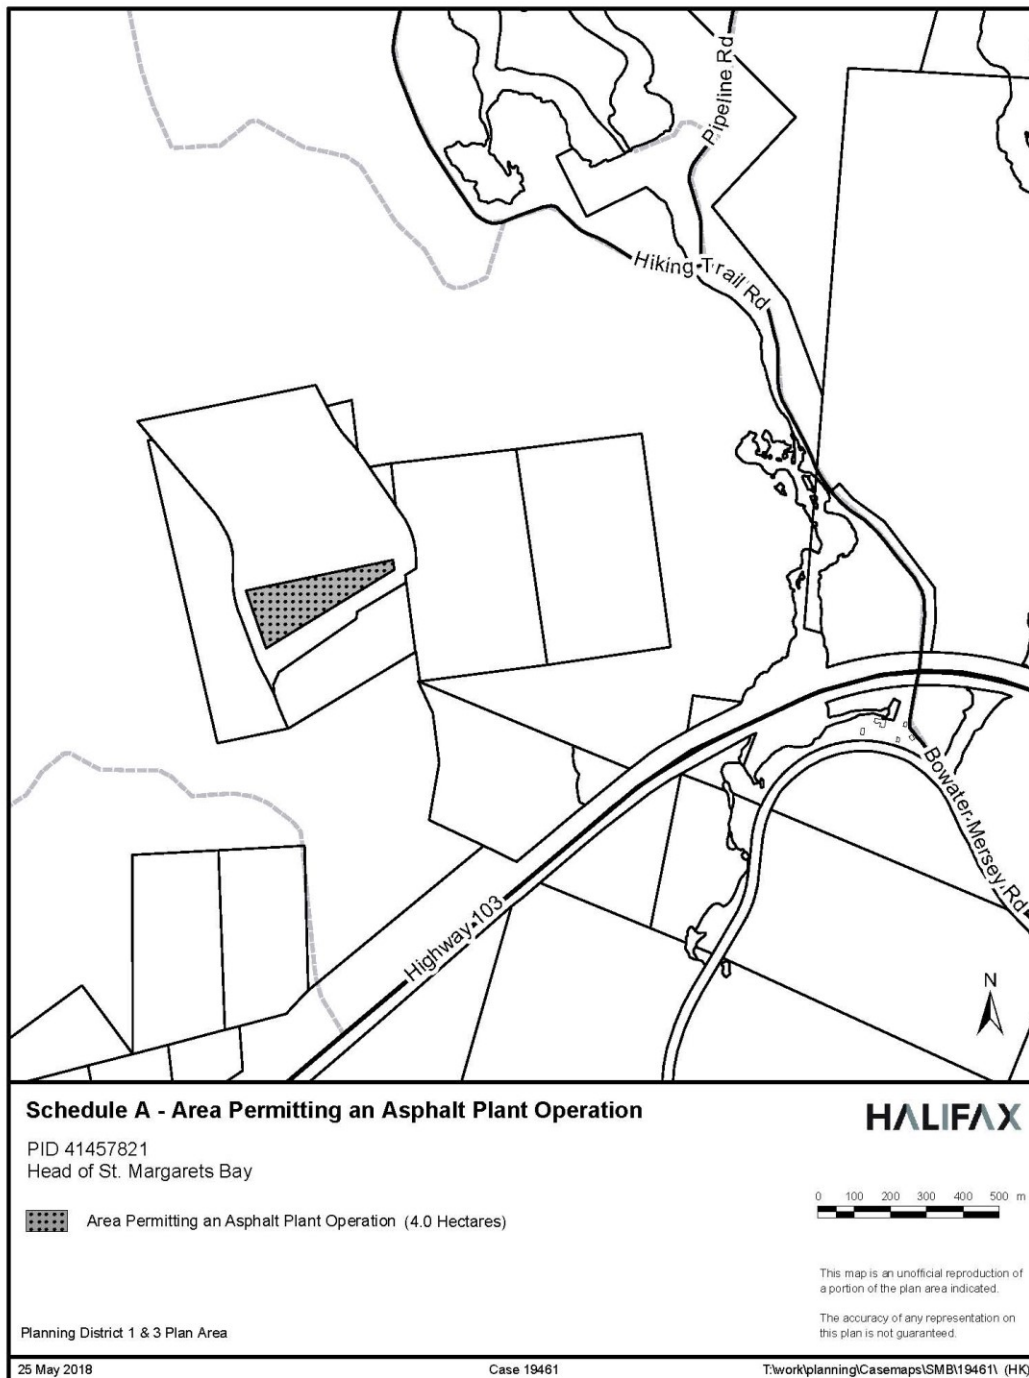 Pipeline Rd
Hiking Trail Rd
Bowater Mersey Rd
Highway 103
N
Schedule A - Area Permitting an Asphalt Plant Operation
HALIFAX
PID 41457821
Head of St. Margarets Bay
Area Permitting an Asphalt Plant Operation (4.0 Hectares)
0 100 200 300 400 500 m
This map is an unofficial reproduction of
a portion of the plan area indicated.
The accuracy of any representation on
this plan is not guaranteed.
Planning District 1 & 3 Plan Area
25 May 2018
Case 19461
T:\work\planning\Casemaps\SMB\19461\ (HK)